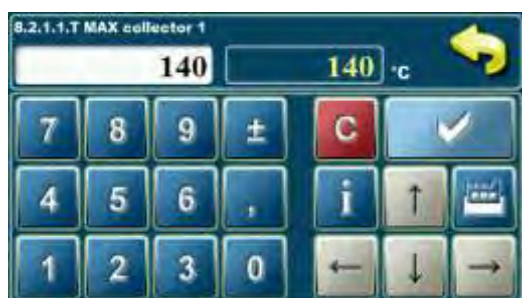 8.2.1.1.T MAX collector 1
140 140 °C
7 8 9 ± C
4 5 6 , i ↑
1 2 3 0 ← ↓ →